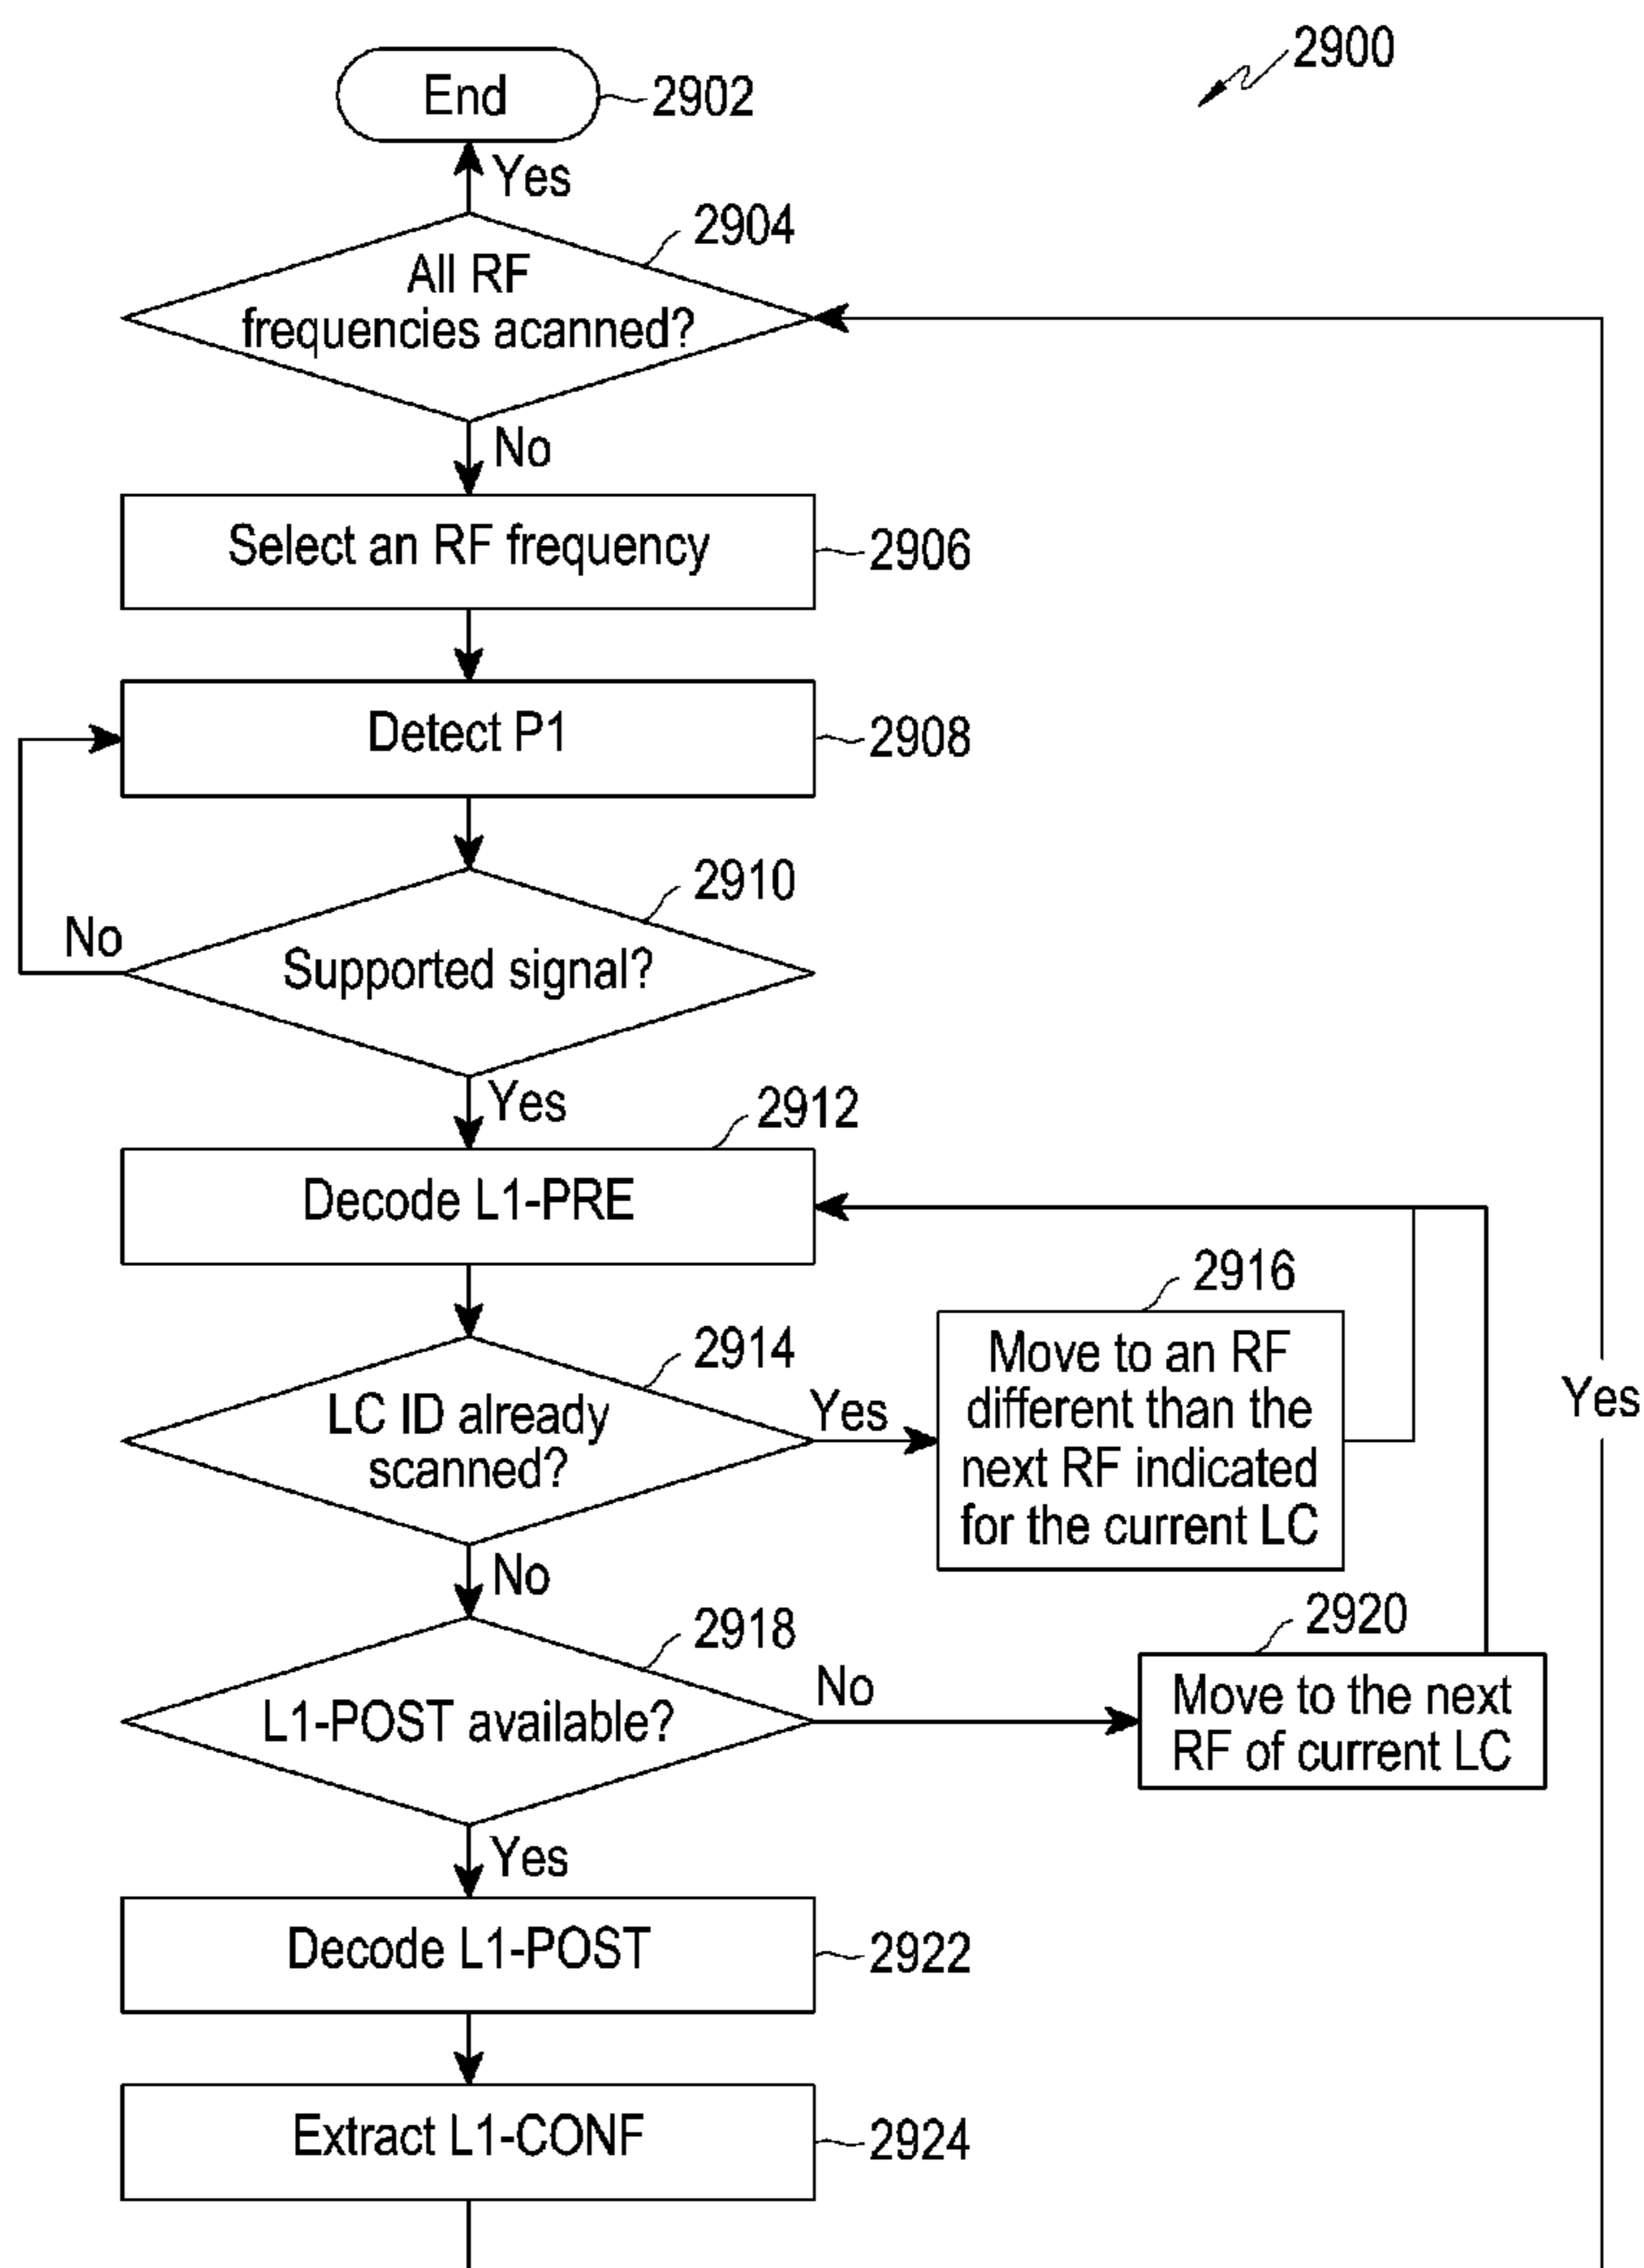 2900
End
2902
Yes
2904
All RF
frequencies acanned?
No
Select an RF frequency
2906
Detect P1
2908
2910
No
Supported signal?
Yes
2912
Decode L1-PRE
2916
2914
LC ID already
scanned?
Yes
Move to an RF
different than the
next RF indicated
for the current LC
Yes
No
2918
2920
L1-POST available?
No
Move to the next
RF of current LC
Yes
Decode L1-POST
2922
Extract L1-CONF
2924